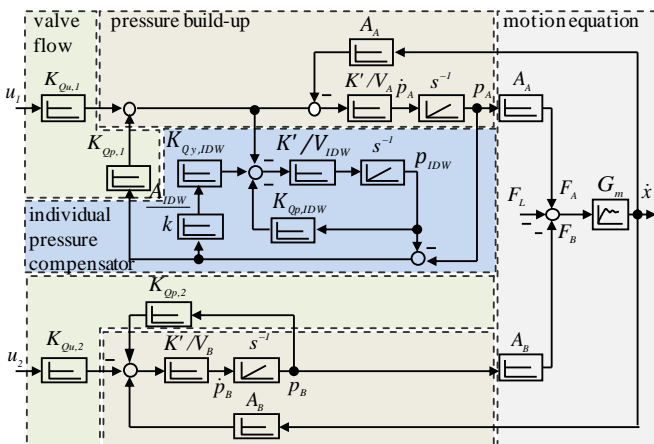 valve flow
pressure build-up
motion equation
A_A
K_{Qu,1}
u_1
K'/V_A
ṗ_A
s^{-1}
p_A
A_A
K_{Qp,1}
K_{Qy,IDW}
K'/V_{IDW}
s^{-1}
p_{IDW}
A_{IDW}
k
K_{Qp,IDW}
individual pressure compensator
F_L
F_A
F_B
G_m
ẋ
K_{Qp,2}
K_{Qu,2}
u_2
K'/V_B
s^{-1}
ṗ_B
p_B
A_B
A_B